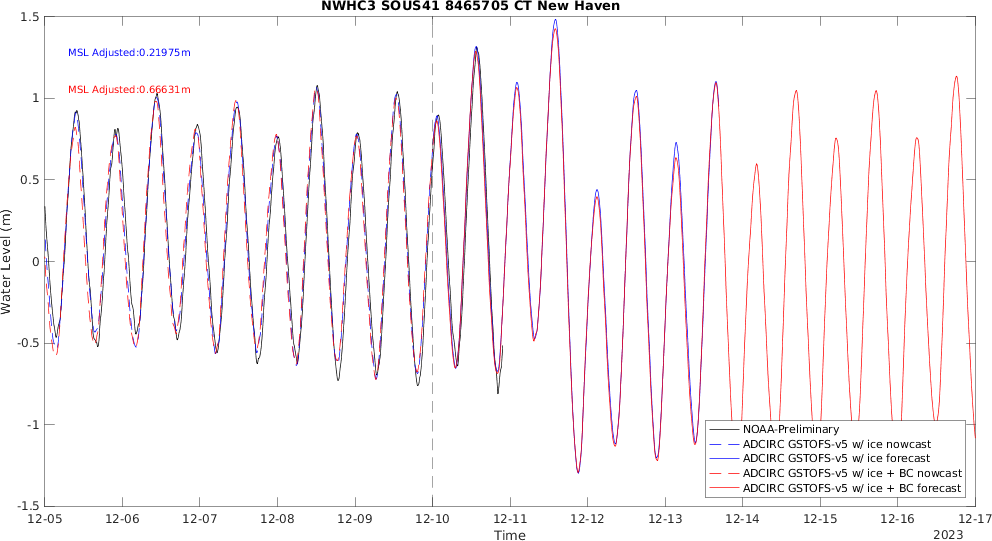 NWHC3 SOUS41 8465705 CT New Haven
MSL Adjusted:0.21975m
MSL Adjusted:0.66631m
Water Level (m)
1.5
1
0.5
0
-0.5
-1
-1.5
NOAA-Preliminary
ADCIRC GSTOFS-v5 w/ ice nowcast
ADCIRC GSTOFS-v5 w/ ice forecast
ADCIRC GSTOFS-v5 w/ ice + BC nowcast
ADCIRC GSTOFS-v5 w/ ice + BC forecast
12-05 12-06 12-07 12-08 12-09 12-10 12-11 12-12 12-13 12-14 12-15 12-16 12-17
Time
2023